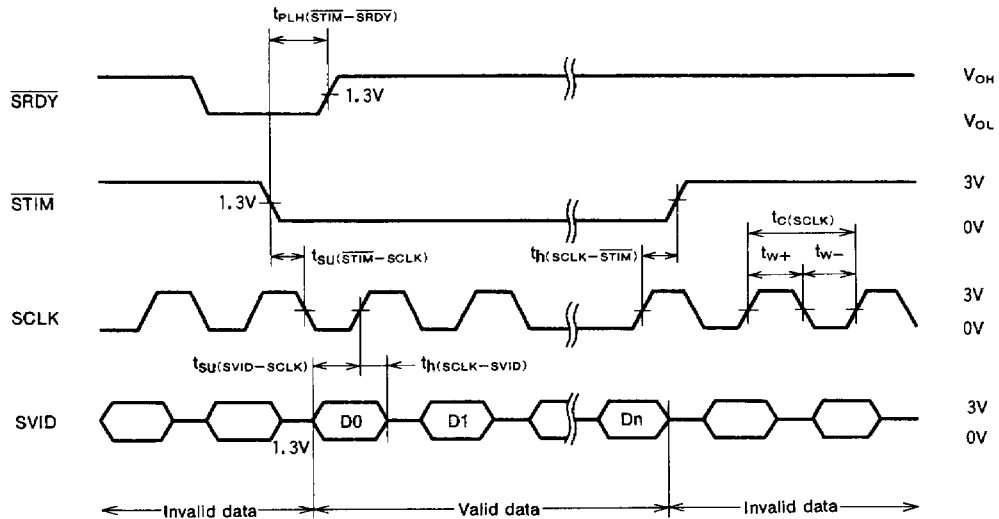 tPLH(STIM–SRDY)
SRDY
1.3V
VOH
VOL
STIM
1.3V
3V
0V
tsu(STIM–SCLK)
th(SCLK–STIM)
tc(SCLK)
tw+
tw–
SCLK
3V
0V
tsu(SVID–SCLK)
th(SCLK–SVID)
SVID
D0
D1
Dn
3V
0V
1.3V
Invalid data
Valid data
Invalid data